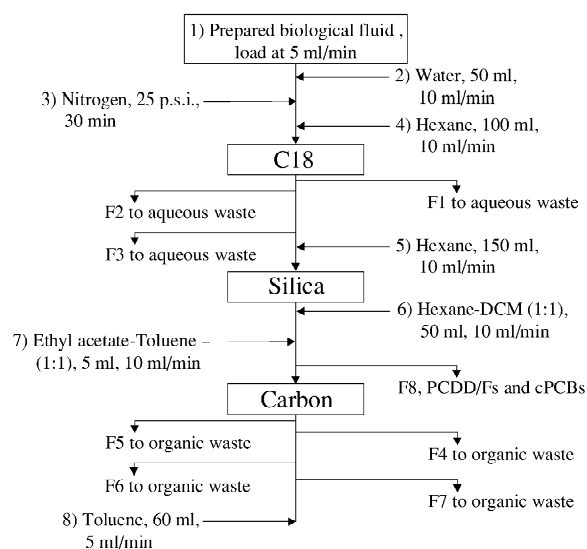 1) Prepared biological fluid ,
load at 5 ml/min
2) Water, 50 ml,
10 ml/min
3) Nitrogen, 25 p.s.i.,
30 min
4) Hexane, 100 ml,
10 ml/min
C18
F1 to aqueous waste
F2 to aqueous waste
F3 to aqueous waste
5) Hexane, 150 ml,
10 ml/min
Silica
6) Hexane-DCM (1:1),
50 ml, 10 ml/min
7) Ethyl acetate-Toluene –
(1:1), 5 ml, 10 ml/min
F8, PCDD/Fs and cPCBs
Carbon
F5 to organic waste
F4 to organic waste
F6 to organic waste
F7 to organic waste
8) Toluene, 60 ml,
5 ml/min